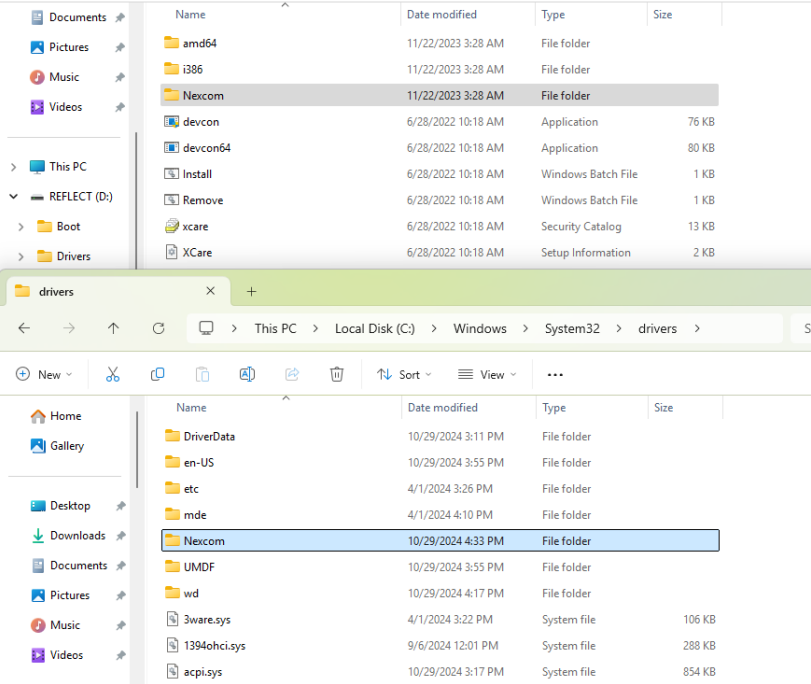 Documents
Pictures
Music
Videos
This PC
REFLECT (D:)
Boot
Drivers
Name Date modified Type Size
amd64 11/22/2023 3:28 AM File folder
i386 11/22/2023 3:28 AM File folder
Nexcom 11/22/2023 3:28 AM File folder
devcon 6/28/2022 10:18 AM Application 76 KB
devcon64 6/28/2022 10:18 AM Application 80 KB
Install 6/28/2022 10:18 AM Windows Batch File 1 KB
Remove 6/28/2022 10:18 AM Windows Batch File 1 KB
xcare 6/28/2022 10:18 AM Security Catalog 13 KB
XCare 6/28/2022 10:18 AM Setup Information 2 KB
drivers
This PC > Local Disk (C:) > Windows > System32 > drivers >
S
New Sort View ...
Home
Gallery
Desktop
Downloads
Documents
Pictures
Music
Videos
Name Date modified Type Size
DriverData 10/29/2024 3:11 PM File folder
en-US 10/29/2024 3:55 PM File folder
etc 4/1/2024 3:26 PM File folder
mde 4/1/2024 4:10 PM File folder
Nexcom 10/29/2024 4:33 PM File folder
UMDF 10/29/2024 3:55 PM File folder
wd 10/29/2024 4:17 PM File folder
3ware.sys 4/1/2024 3:22 PM System file 106 KB
1394ohci.sys 9/6/2024 12:01 PM System file 288 KB
acpi.sys 10/29/2024 3:17 PM System file 854 KB